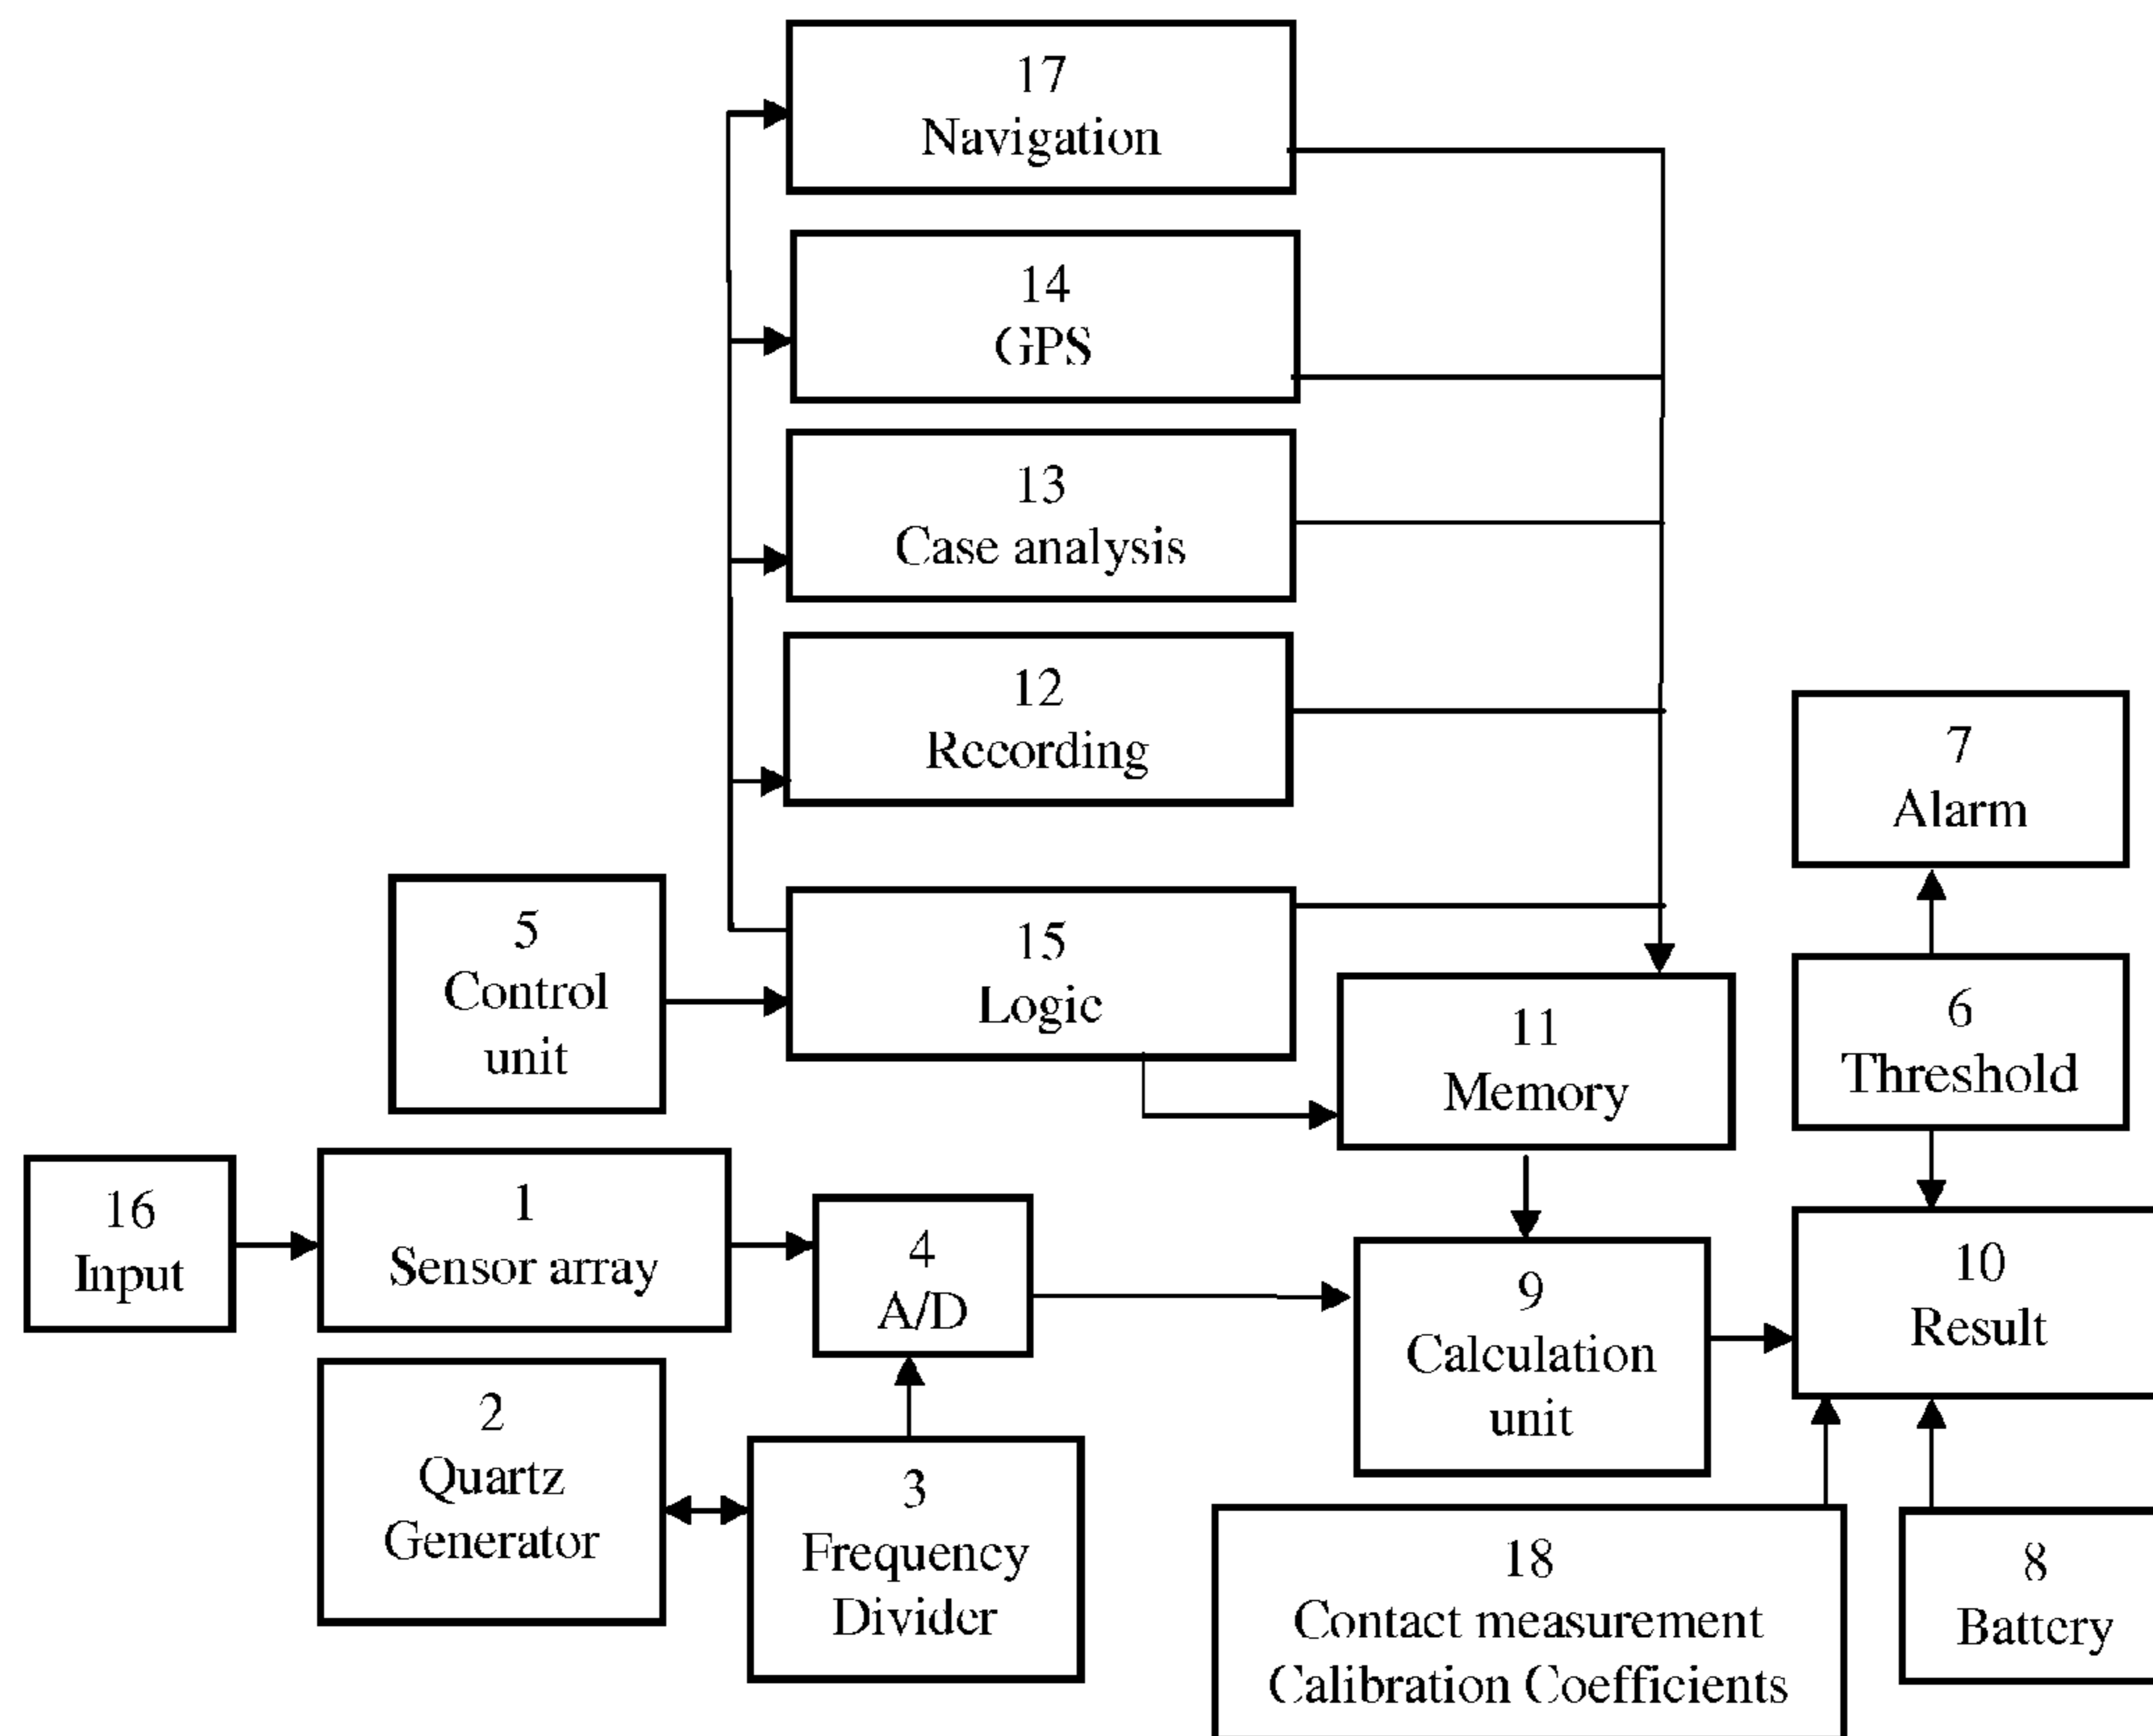 17
Navigation
14
GPS
13
Case analysis
12
Recording
7
Alarm
5
Control
unit
15
Logic
6
Threshold
11
Memory
16
Input
1
Sensor array
4
A/D
9
Calculation
unit
10
Result
2
Quartz
Generator
3
Frequency
Divider
18
Contact measurement
Calibration Coefficients
8
Battery